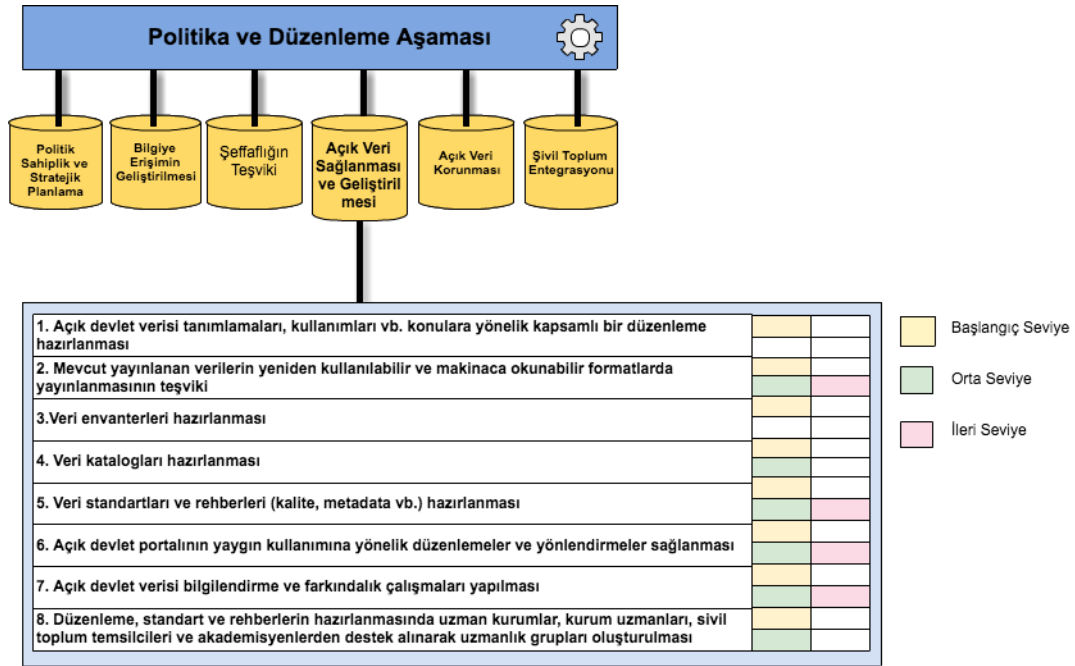 Politika ve Düzenleme Aşaması
Politik
Sahiplik ve
Stratejik
Planlama
Bilgiye
Erişimin
Geliştirilmesi
Şeffaflığın
Teşviki
Açık Veri
Sağlanması
ve Geliştiril
mesi
Açık Veri
Korunması
Şivil Toplum
Entegrasyonu
1. Açık devlet verisi tanımlamaları, kullanımları vb. konulara yönelik kapsamlı bir düzenleme
hazırlanması
2. Mevcut yayınlanan verilerin yeniden kullanılabilir ve makinaca okunabilir formatlarda
yayınlanmasının teşviki
3.Veri envanterleri hazırlanması
4. Veri katalogları hazırlanması
5. Veri standartları ve rehberleri (kalite, metadata vb.) hazırlanması
6. Açık devlet portalının yaygın kullanımına yönelik düzenlemeler ve yönlendirmeler sağlanması
7. Açık devlet verisi bilgilendirme ve farkındalık çalışmaları yapılması
8. Düzenleme, standart ve rehberlerin hazırlanmasında uzman kurumlar, kurum uzmanları, sivil
toplum temsilcileri ve akademisyenlerden destek alınarak uzmanlık grupları oluşturulması
Başlangıç Seviye
Orta Seviye
İleri Seviye